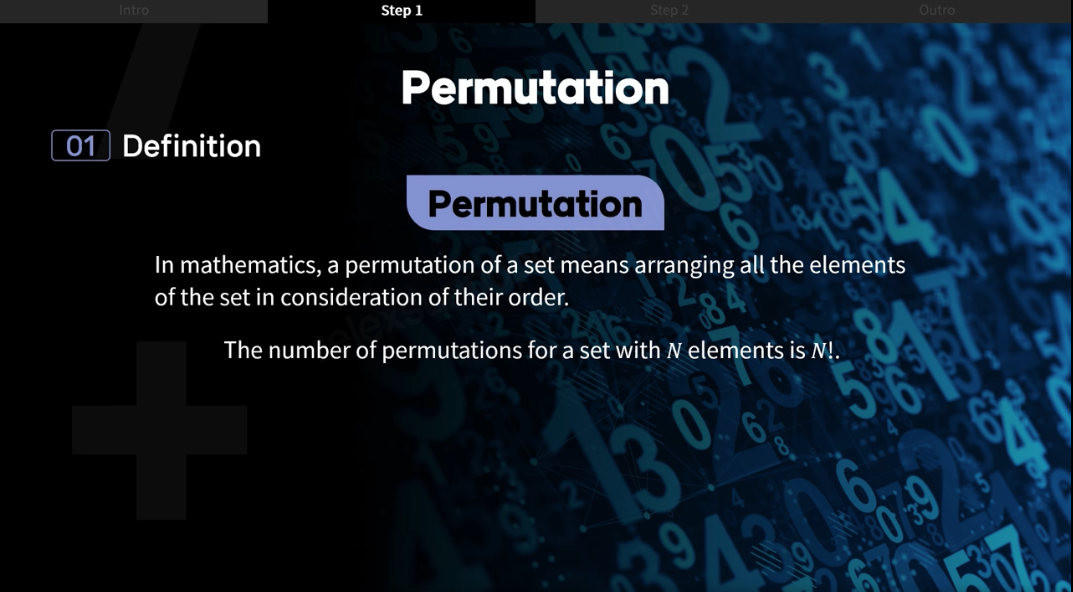 Intro
Step 1
Step 2
Outro
Permutation
01 Definition
Permutation
In mathematics, a permutation of a set means arranging all the elements
of the set in consideration of their order.
The number of permutations for a set with N elements is N!.